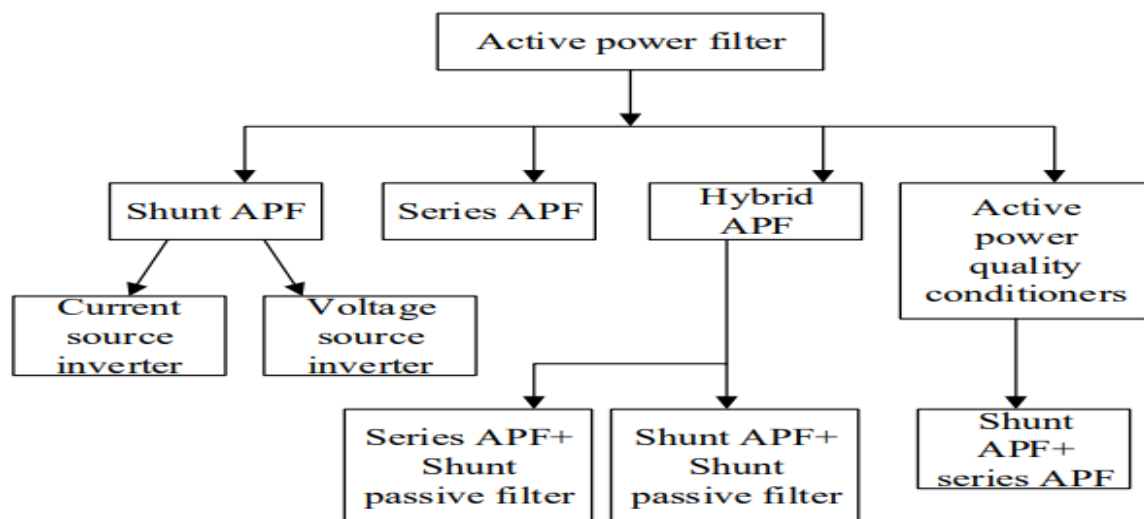 Active power filter
Shunt APF
Series APF
Hybrid
APF
Active
power
quality
conditioners
Current
source
inverter
Voltage
source
inverter
Series APF+
Shunt
passive filter
Shunt APF+
Shunt
passive filter
Shunt
APF+
series APF